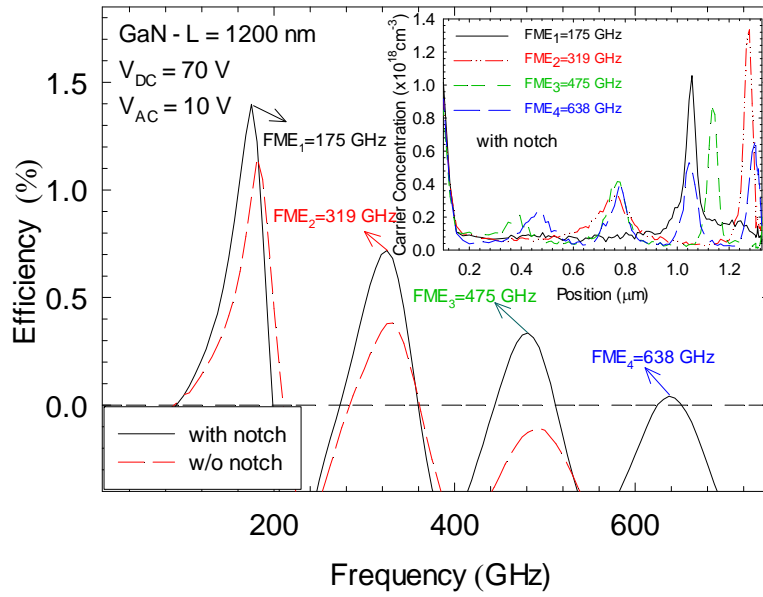 GaN - L = 1200 nm
V_DC = 70 V
V_AC = 10 V
FME₁=175 GHz
FME₂=319 GHz
FME₃=475 GHz
FME₄=638 GHz
Efficiency (%)
1.5
1.0
0.5
0.0
with notch
w/o notch
200
400
600
Frequency (GHz)
Carrier Concentration (x10¹⁸cm⁻³)
1.4
1.2
1.0
0.8
0.6
0.4
0.2
0.0
FME₁=175 GHz
FME₂=319 GHz
FME₃=475 GHz
FME₄=638 GHz
with notch
0.2
0.4
0.6
0.8
1.0
1.2
Position (μm)